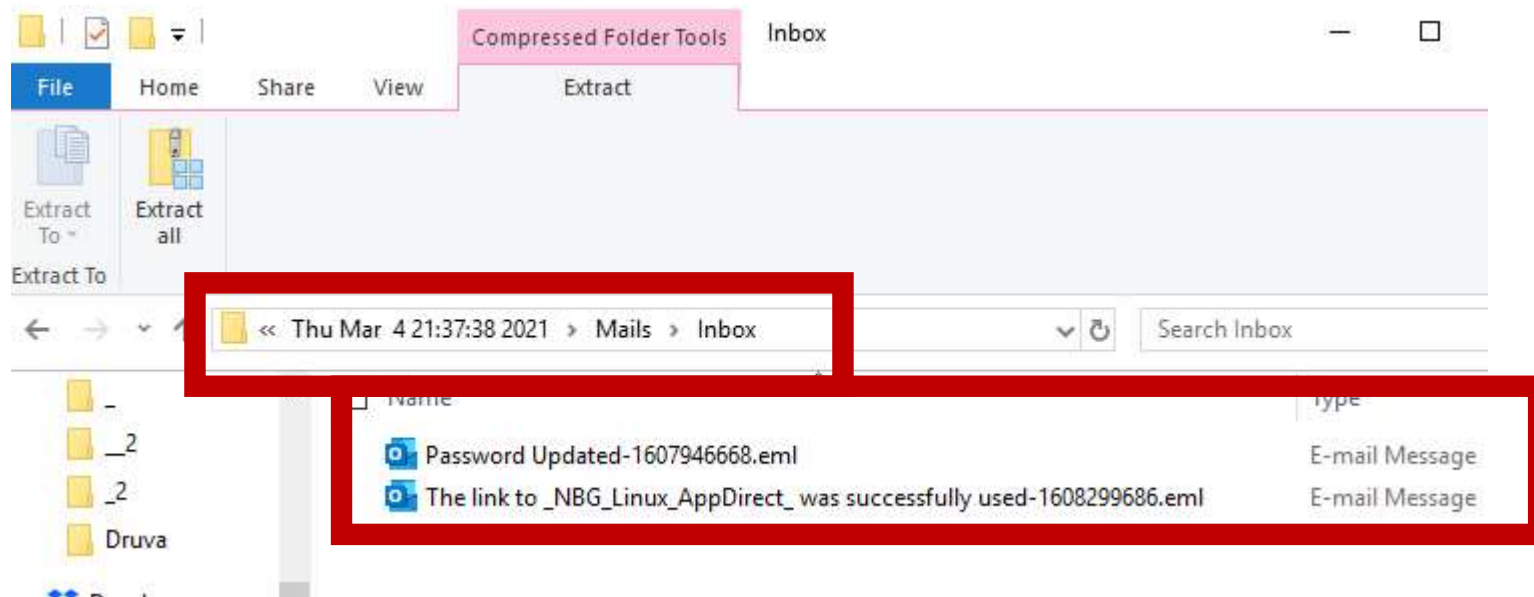 Compressed Folder Tools Inbox
File Home Share View Extract
Extract To Extract all
Extract To
« Thu Mar 4 21:37:38 2021 > Mails > Inbox Search Inbox
_ Name Type
__2 Password Updated-1607946668.eml E-mail Message
_2 The link to _NBG_Linux_AppDirect_ was successfully used-1608299686.eml E-mail Message
Druva